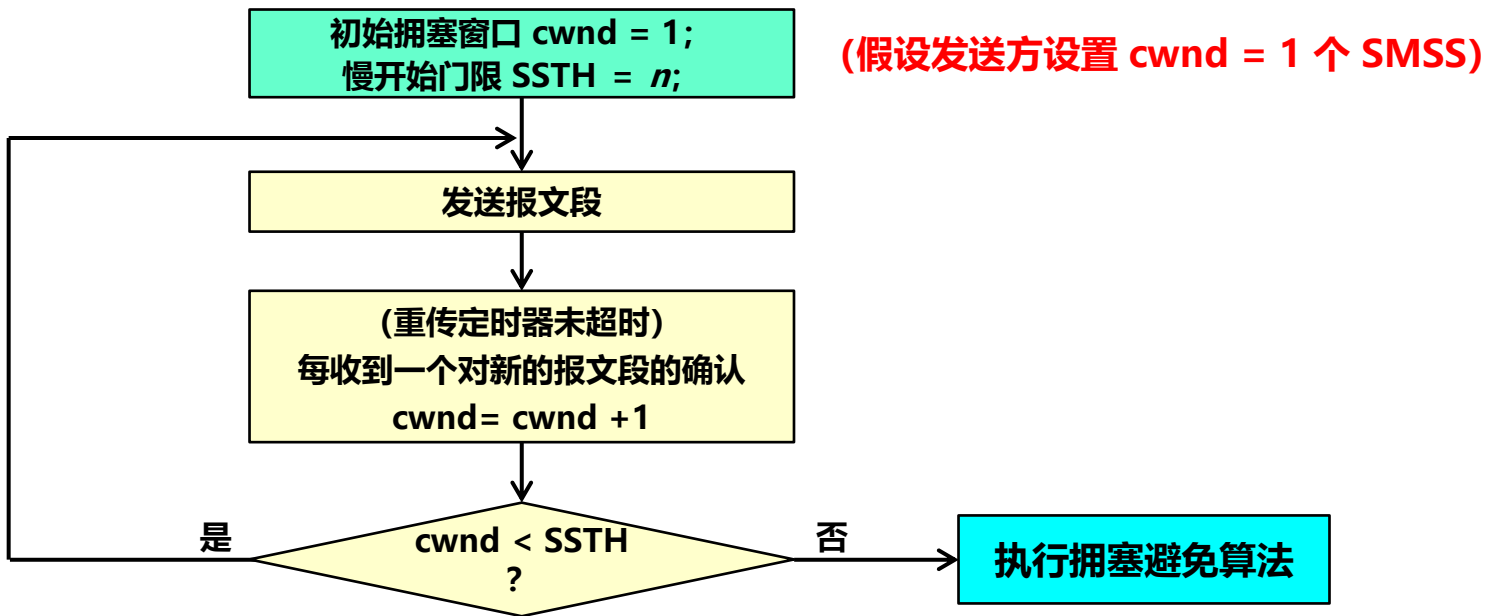 初始拥塞窗口 cwnd = 1;
慢开始门限 SSTH = n;
(假设发送方设置 cwnd = 1 个 SMSS)
发送报文段
(重传定时器未超时)
每收到一个对新的报文段的确认
cwnd= cwnd +1
是
cwnd < SSTH
?
否
执行拥塞避免算法